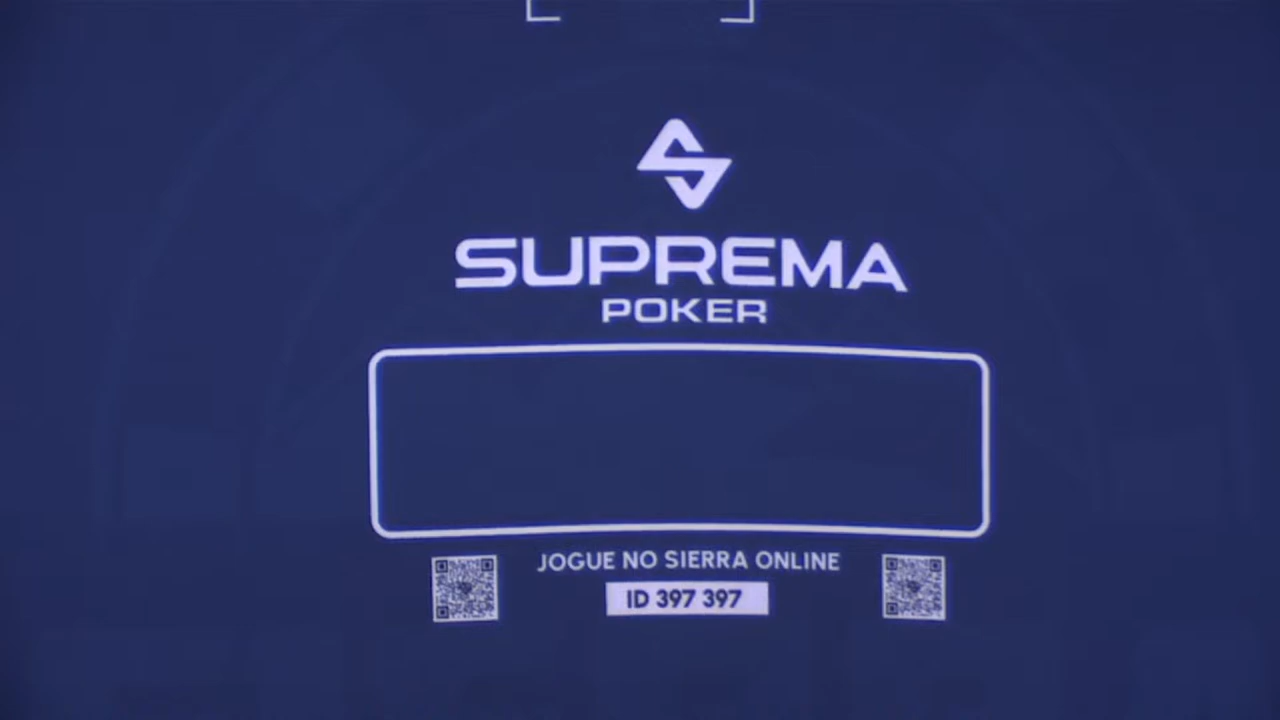 SUPREMA
POKER
JOGUE NO SIERRA ONLINE
ID 397 397